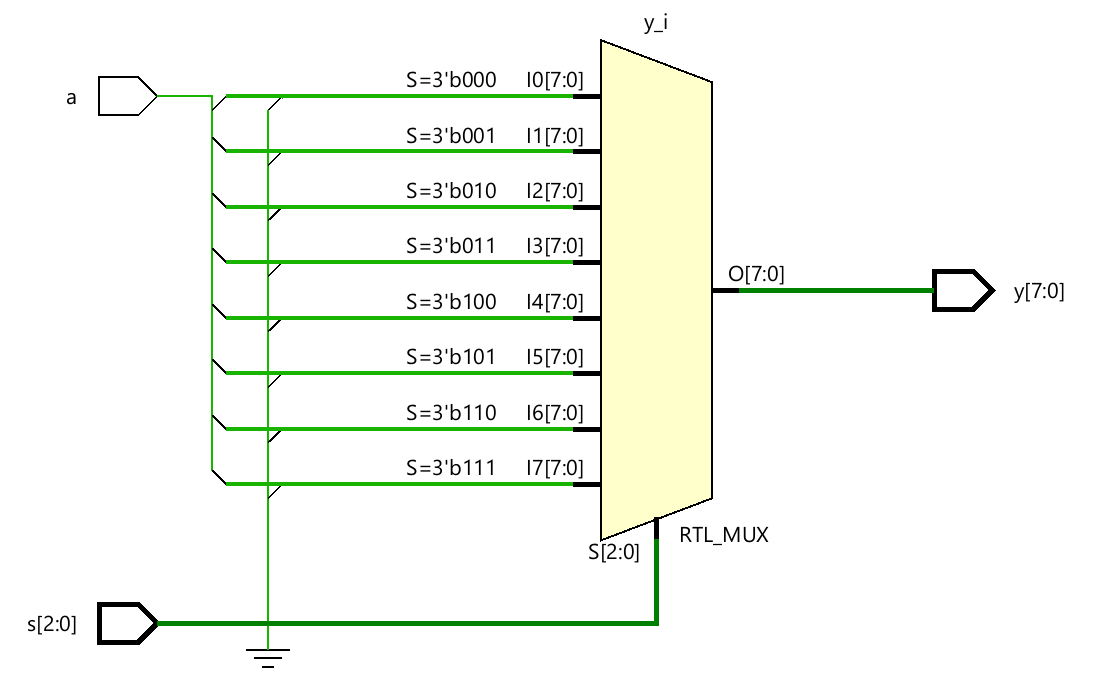 y_i
a
S=3'b000 I0[7:0]
S=3'b001 I1[7:0]
S=3'b010 I2[7:0]
S=3'b011 I3[7:0]
O[7:0]
y[7:0]
S=3'b100 I4[7:0]
S=3'b101 I5[7:0]
S=3'b110 I6[7:0]
S=3'b111 I7[7:0]
RTL_MUX
S[2:0]
s[2:0]